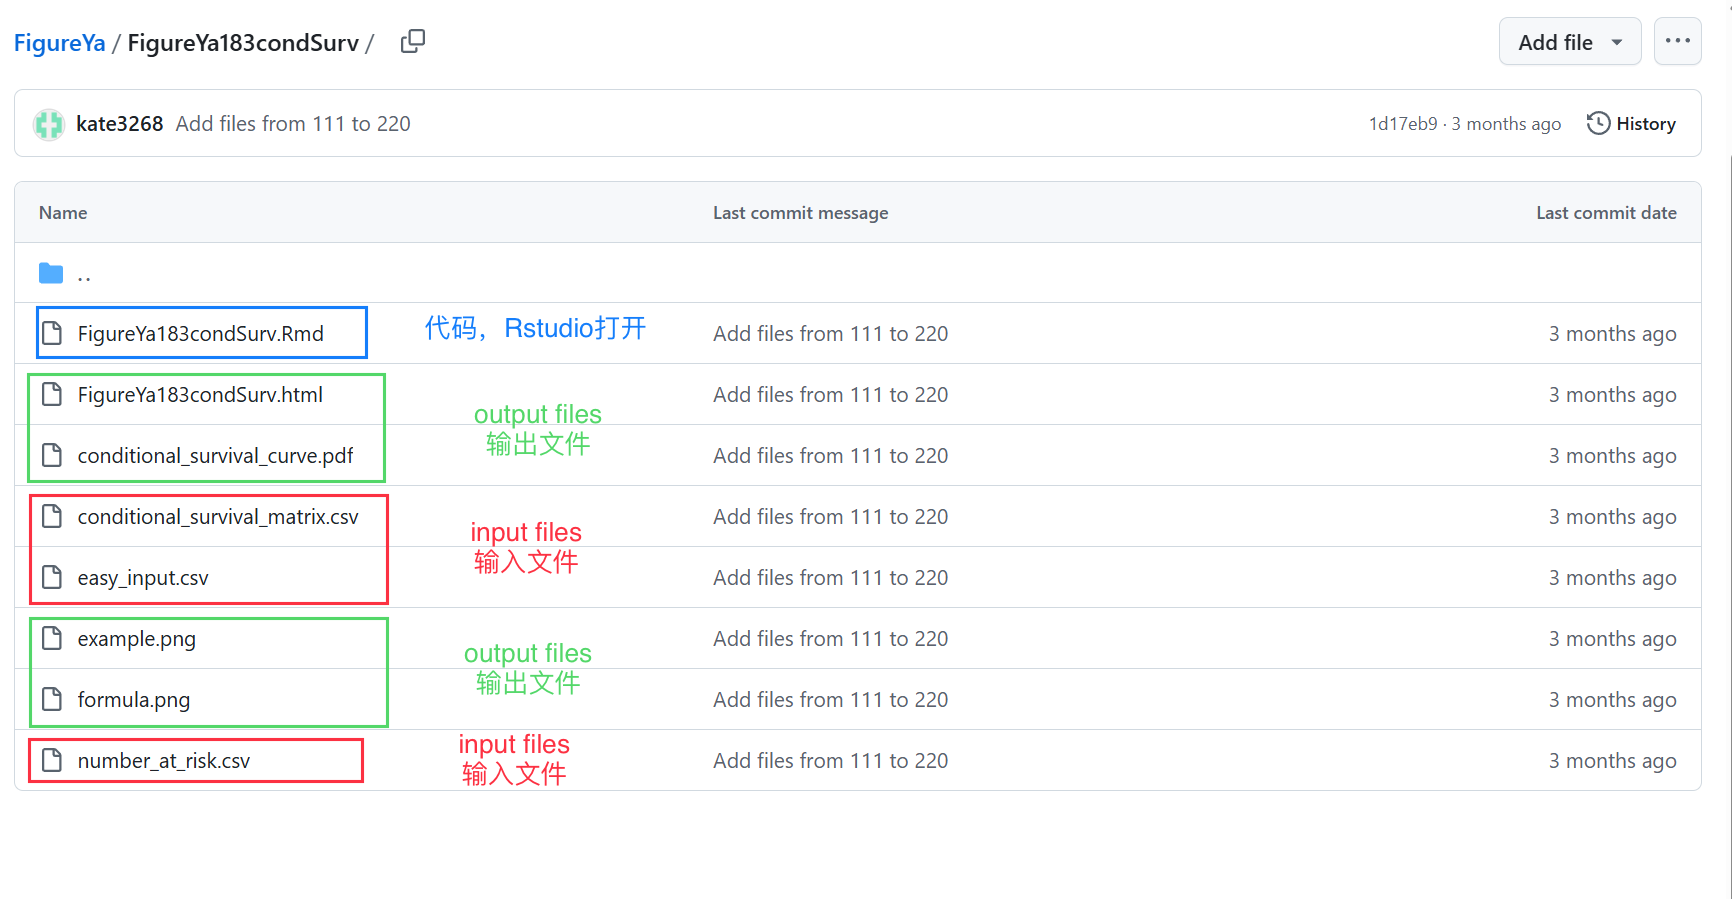 FigureYa / FigureYa183condSurv /
Add file
kate3268 Add files from 111 to 220
1d17eb9 · 3 months ago
History
Name Last commit message Last commit date
..
FigureYa183condSurv.Rmd 代码，Rstudio打开 Add files from 111 to 220 3 months ago
FigureYa183condSurv.html Add files from 111 to 220 3 months ago
output files
输出文件
conditional_survival_curve.pdf Add files from 111 to 220 3 months ago
conditional_survival_matrix.csv Add files from 111 to 220 3 months ago
input files
输入文件
easy_input.csv Add files from 111 to 220 3 months ago
example.png Add files from 111 to 220 3 months ago
output files
输出文件
formula.png Add files from 111 to 220 3 months ago
input files
输入文件
number_at_risk.csv Add files from 111 to 220 3 months ago